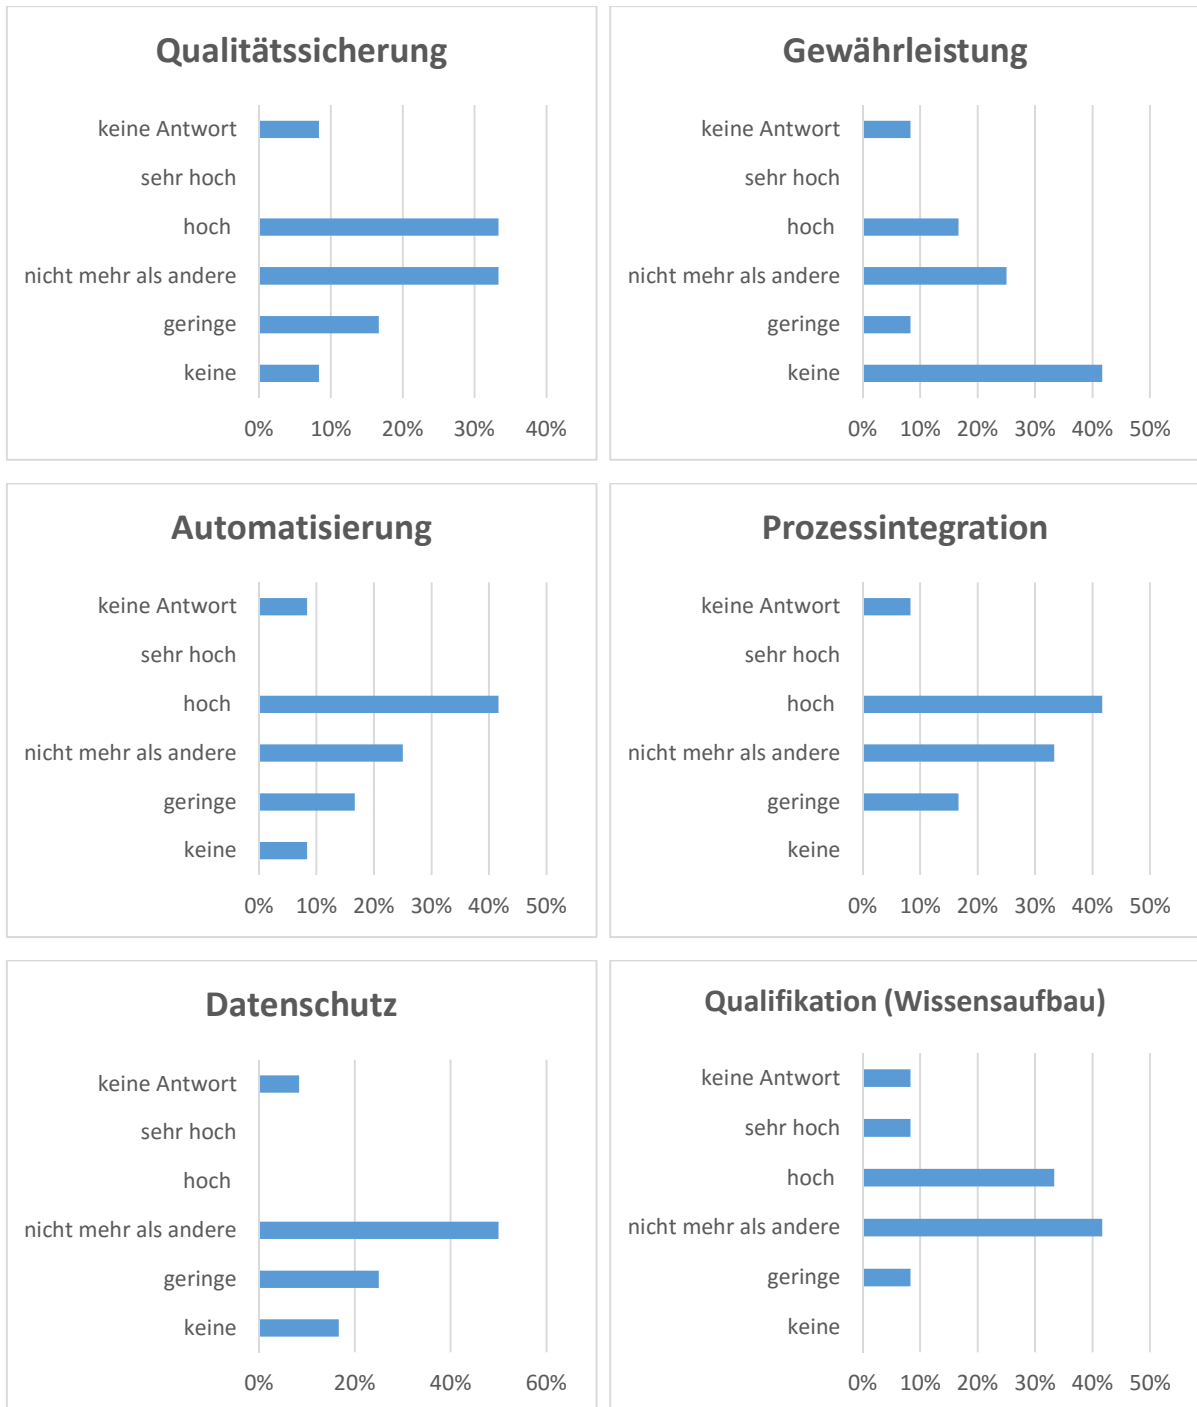 Qualitätssicherung
keine Antwort
sehr hoch
hoch
nicht mehr als andere
geringe
keine
0% 10% 20% 30% 40%
Gewährleistung
keine Antwort
sehr hoch
hoch
nicht mehr als andere
geringe
keine
0% 10% 20% 30% 40% 50%
Automatisierung
keine Antwort
sehr hoch
hoch
nicht mehr als andere
geringe
keine
0% 10% 20% 30% 40% 50%
Prozessintegration
keine Antwort
sehr hoch
hoch
nicht mehr als andere
geringe
keine
0% 10% 20% 30% 40% 50%
Datenschutz
keine Antwort
sehr hoch
hoch
nicht mehr als andere
geringe
keine
0% 20% 40% 60%
Qualifikation (Wissensaufbau)
keine Antwort
sehr hoch
hoch
nicht mehr als andere
geringe
keine
0% 10% 20% 30% 40% 50%